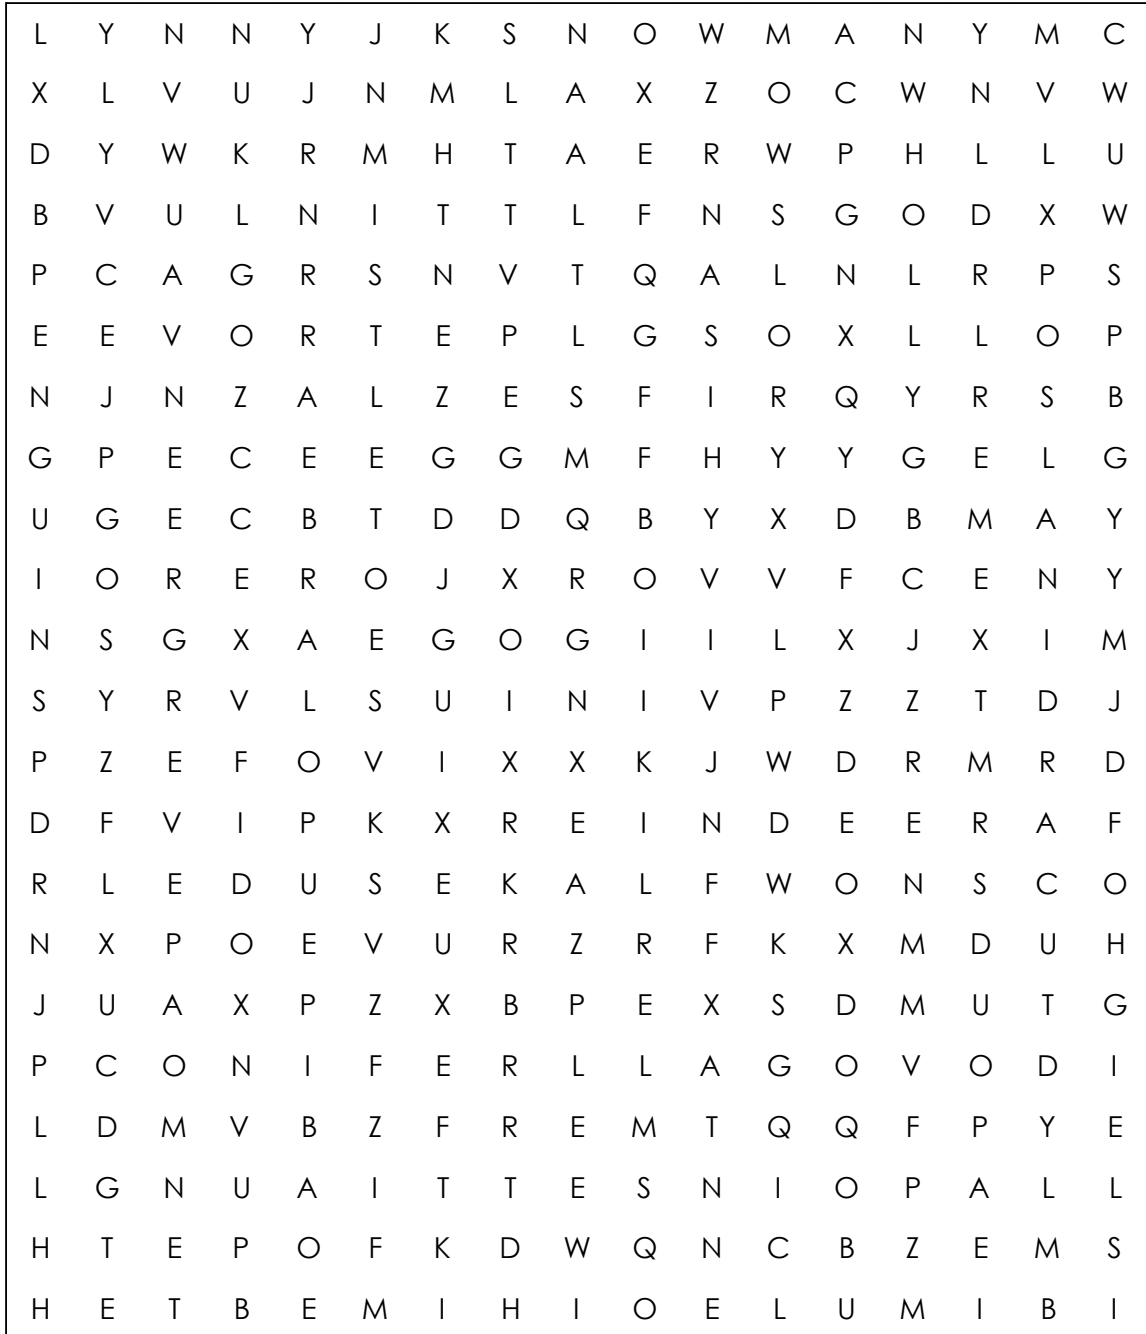 L Y N N Y J K S N O W M A N Y M C
X L V U J N M L A X Z O C W N V W
D Y W K R M H T A E R W P H L L U
B V U L N I T T L F N S G O D X W
P C A G R S N V T Q A L N L R P S
E E V O R T E P L G S O X L L O P
N J N Z A L Z E S F I R Q Y R S B
G P E C E E G G M F H Y Y G E L G
U G E C B T D D Q B Y X D B M A Y
I O R E R O J X R O V V F C E N Y
N S G X A E G O G I I L X J X I M
S Y R V L S U I N I V P Z Z T D J
P Z E F O V I X X K J W D R M R D
D F V I P K X R E I N D E E R A F
R L E D U S E K A L F W O N S C O
N X P O E V U R Z R F K X M D U H
J U A X P Z X B P E X S D M U T G
P C O N I F E R L L A G O V O D I
L D M V B Z F R E M T Q Q F P Y E
L G N U A I T T E S N I O P A L L
H T E P O F K D W Q N C B Z E M S
H E T B E M I H I O E L U M I B I